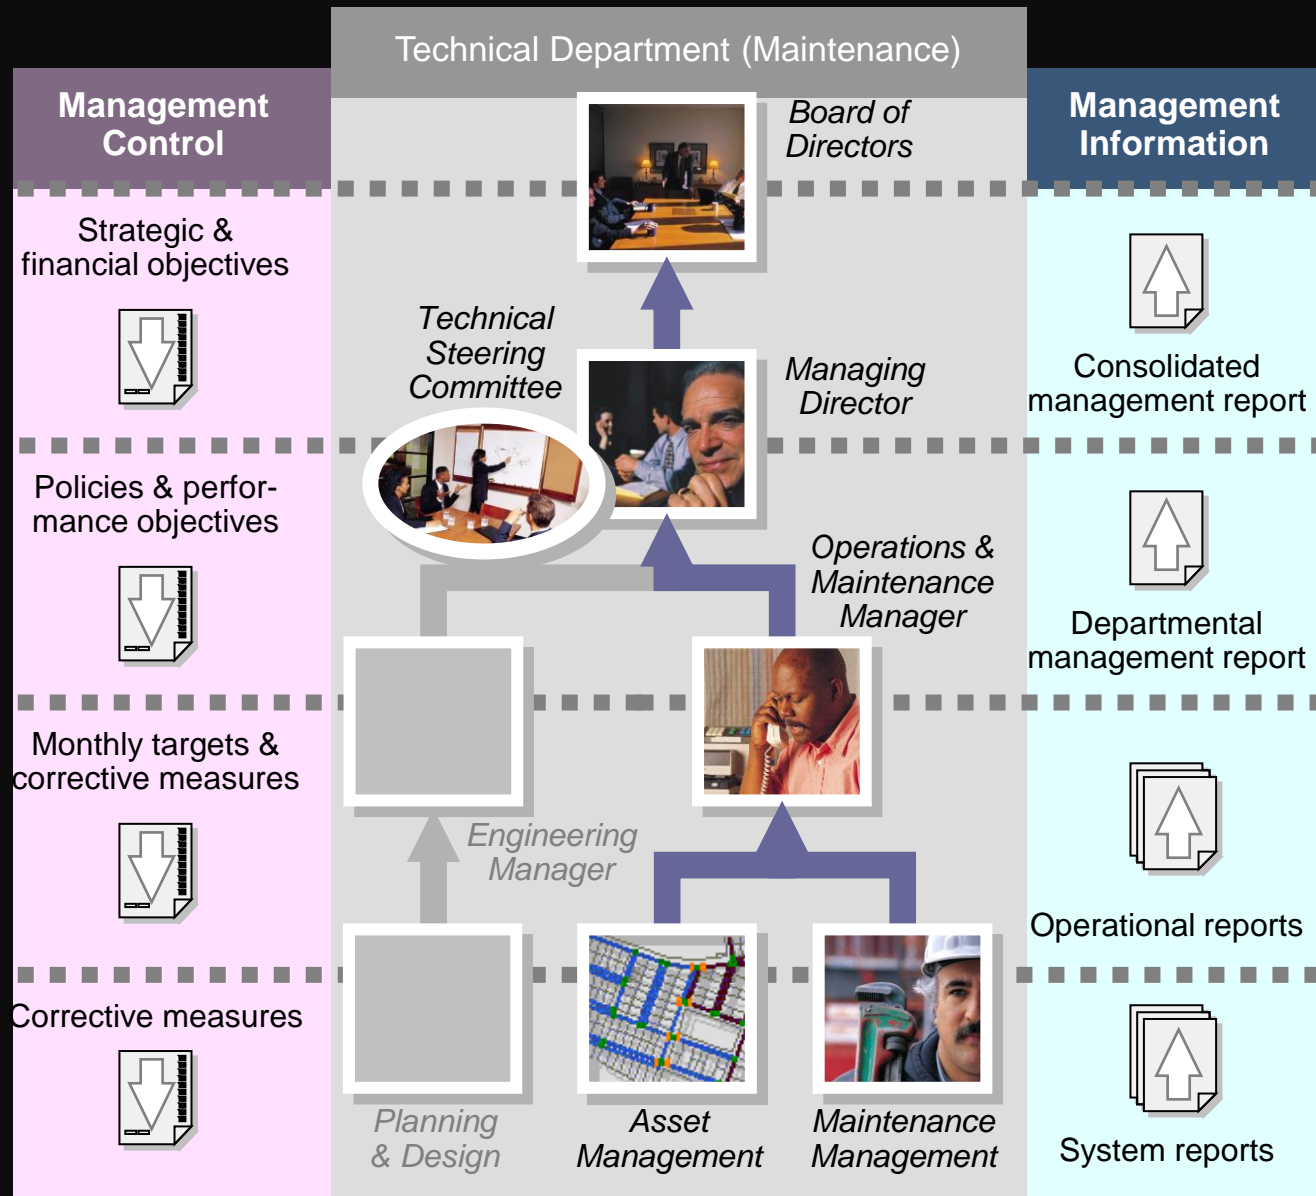 Technical Department (Maintenance)
Management
Control
Board of
Directors
Management
Information
Strategic &
financial objectives
Technical
Steering
Committee
Managing
Director
Consolidated
management report
Policies & perfor-
mance objectives
Operations &
Maintenance
Manager
Departmental
management report
Monthly targets &
corrective measures
Engineering
Manager
Operational reports
Corrective measures
Planning
& Design
Asset
Management
Maintenance
Management
System reports